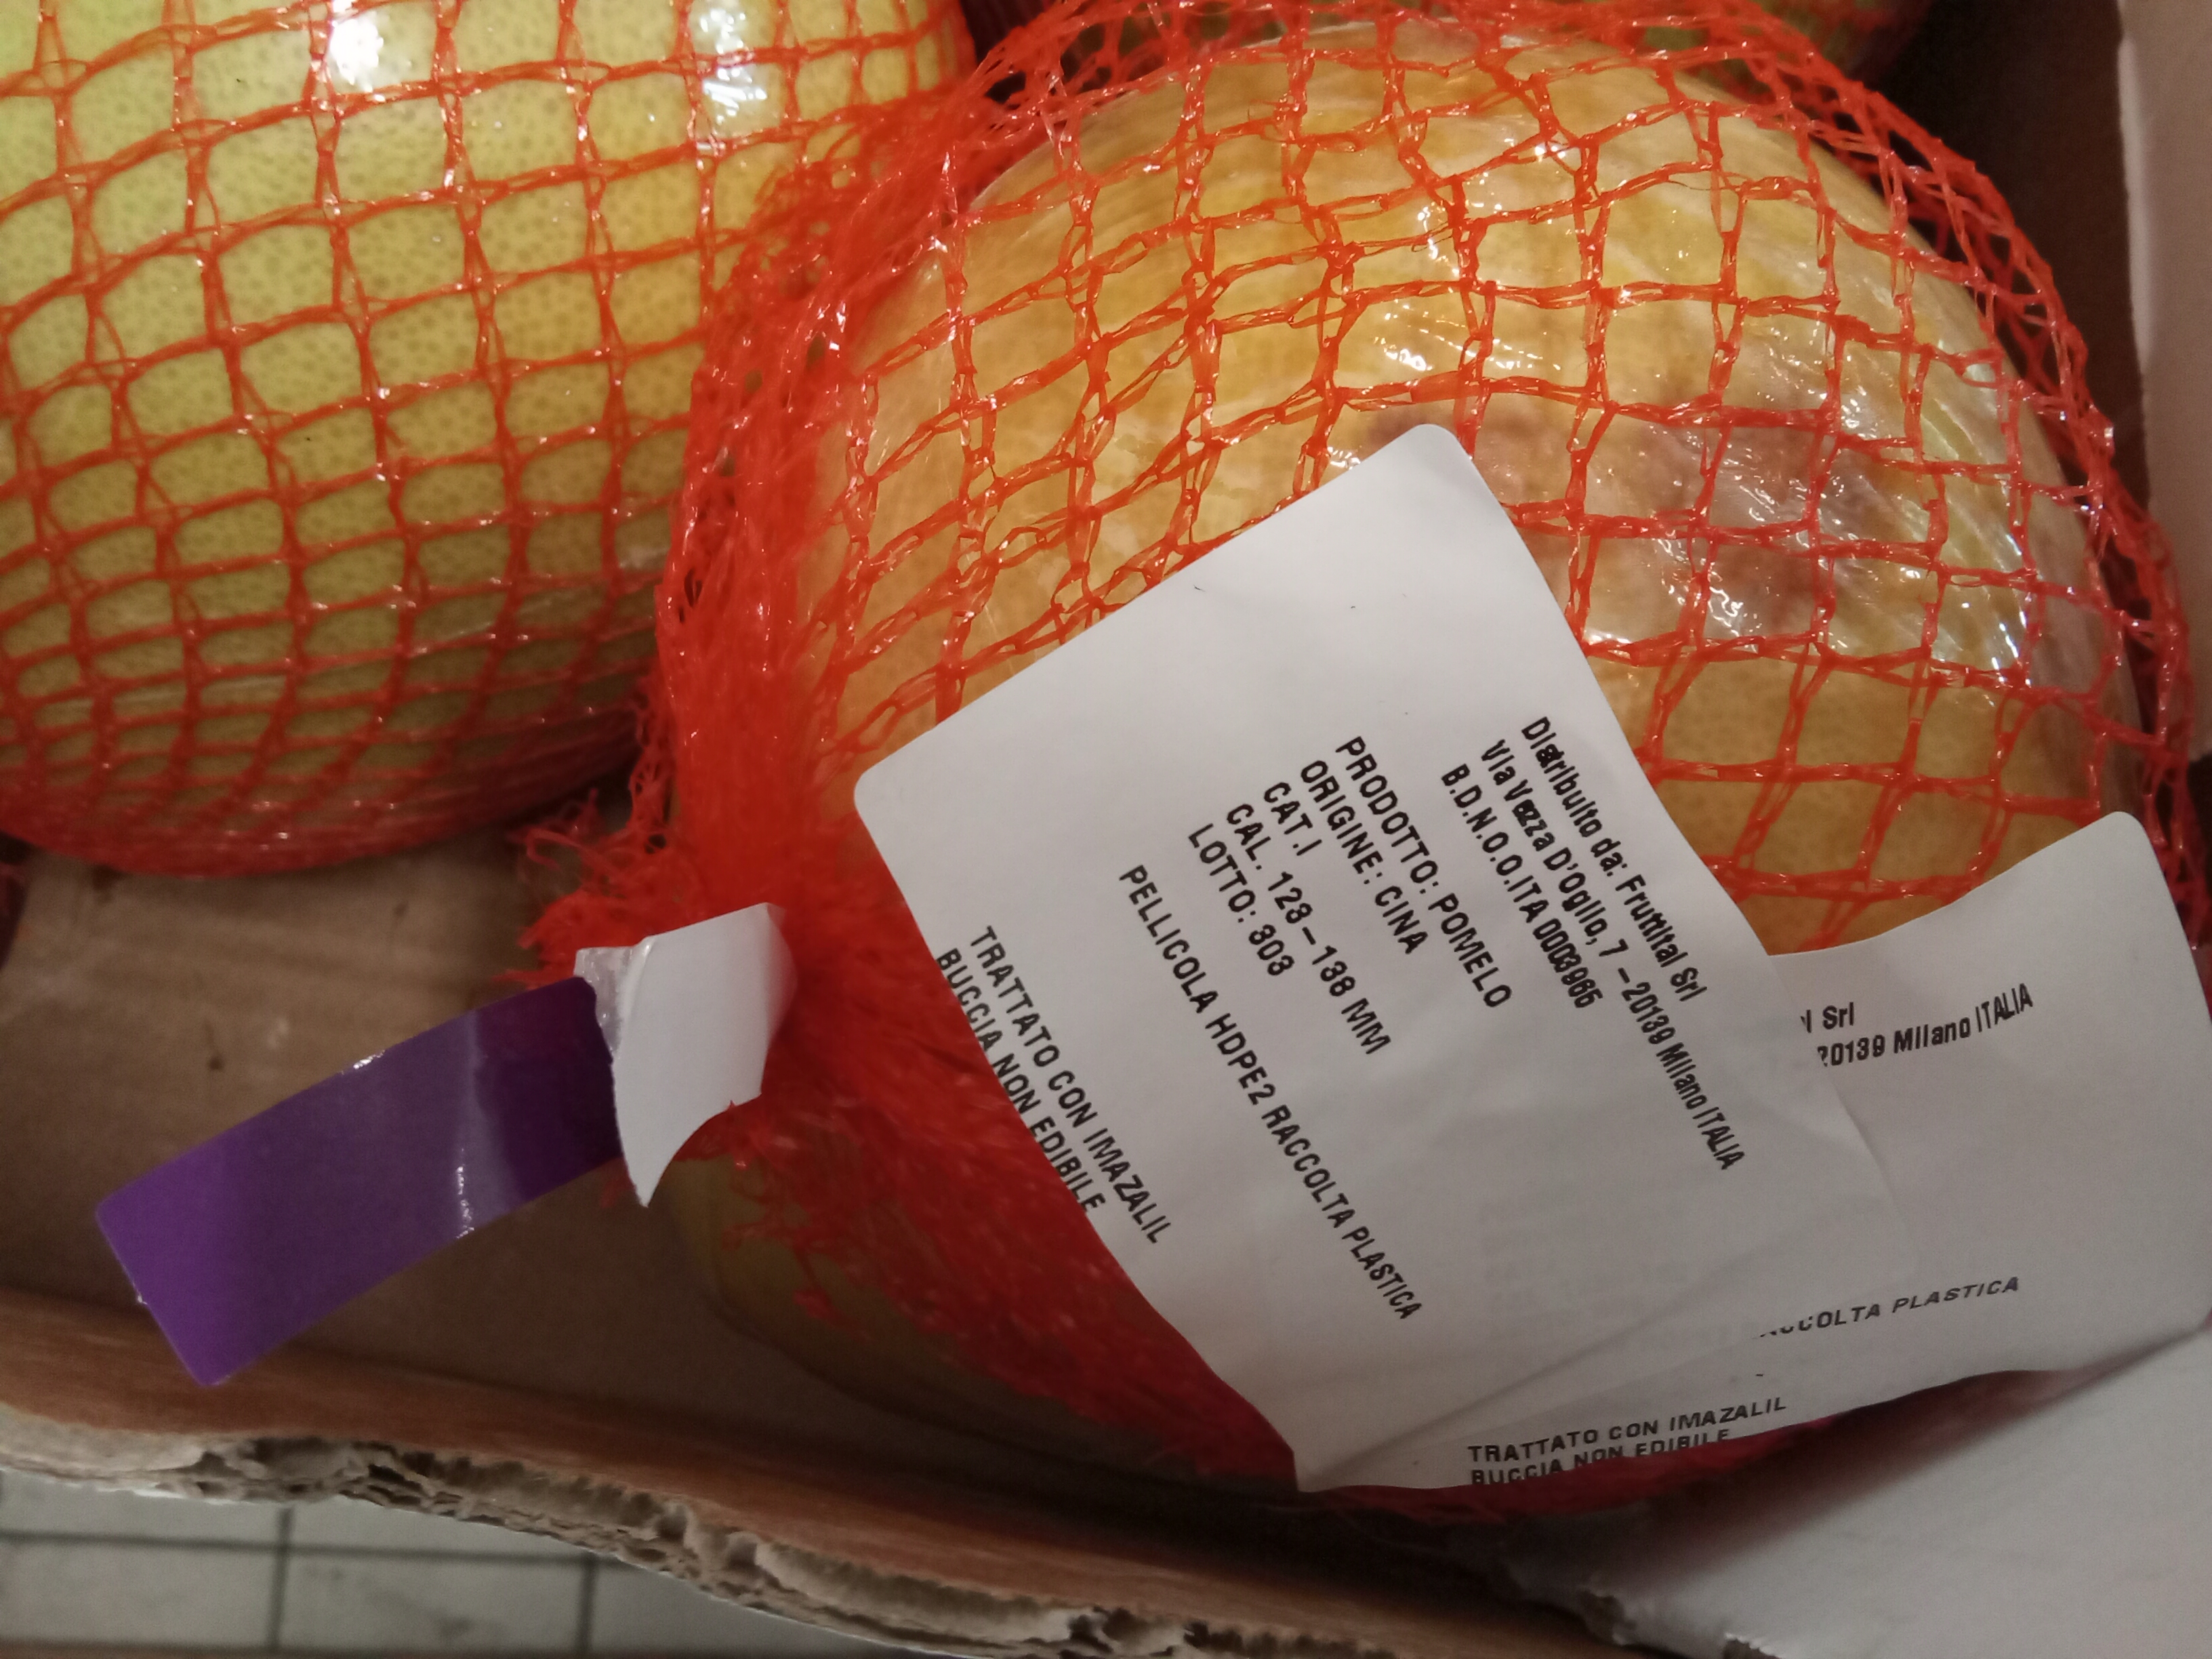 Distribuito da: Fruttital Srl
Via Vezza D'Oglio, 7 – 20139 Milano ITALIA
B.D.N.O.O.ITA 0003965
PRODOTTO: POMELO
ORIGINE: CINA
CAT.I
CAL. 123 – 138 MM
LOTTO: 303
PELLICOLA HDPE2 RACCOLTA PLASTICA
TRATTATO CON IMAZALIL
BUCCIA NON EDIBILE
Srl
20139 Milano ITALIA
PLASTICA
TRATTATO CON IMAZALIL
BUCCIA NON EDIBILE